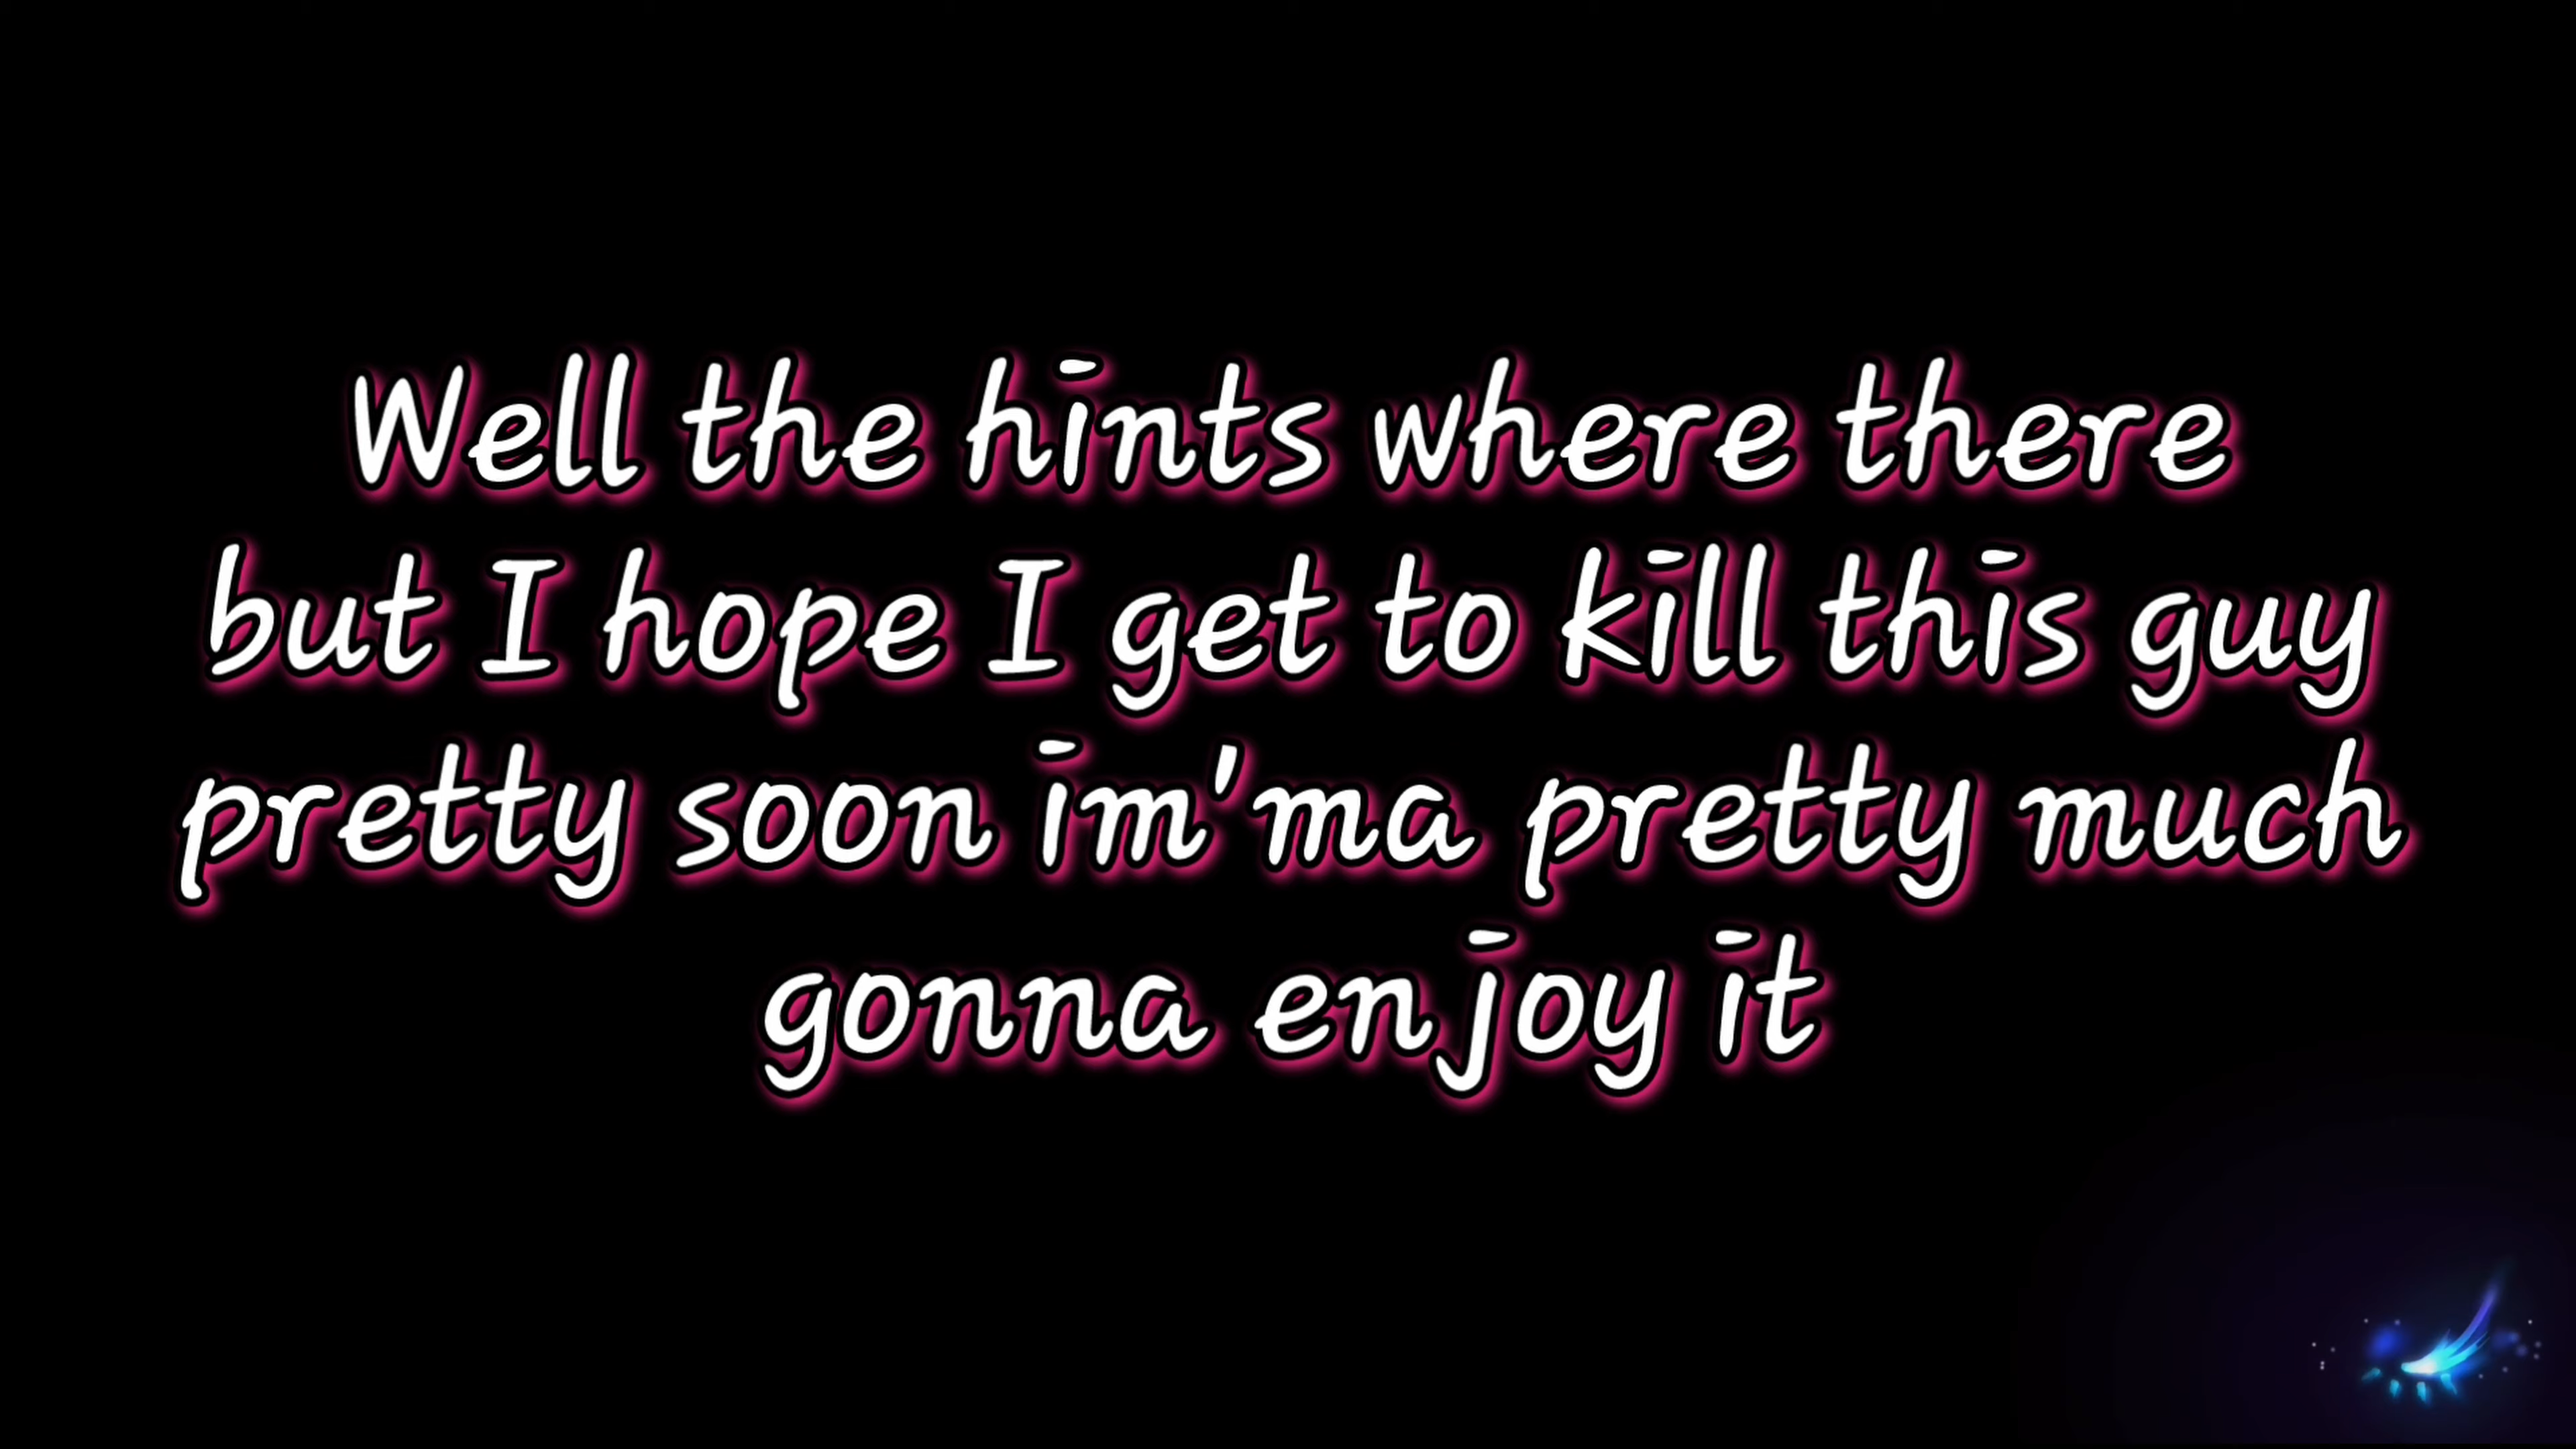 Well the hints where there
but I hope I get to kill this guy
pretty soon im'ma pretty much
gonna enjoy it